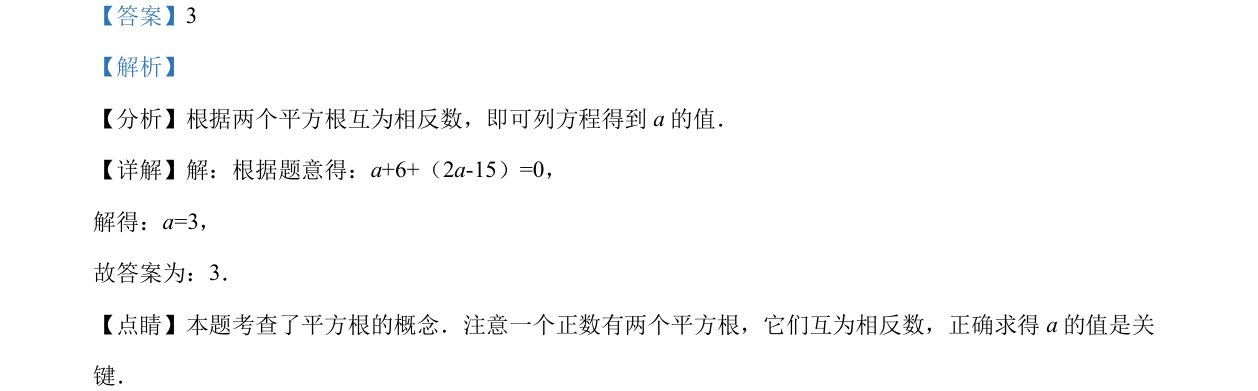 【答案】3
【解析】
【分析】根据两个平方根互为相反数，即可列方程得到 a 的值．
【详解】解：根据题意得：a+6+（2a-15）=0，
解得：a=3，
故答案为：3．
【点睛】本题考查了平方根的概念．注意一个正数有两个平方根，它们互为相反数，正确求得 a 的值是关
键．